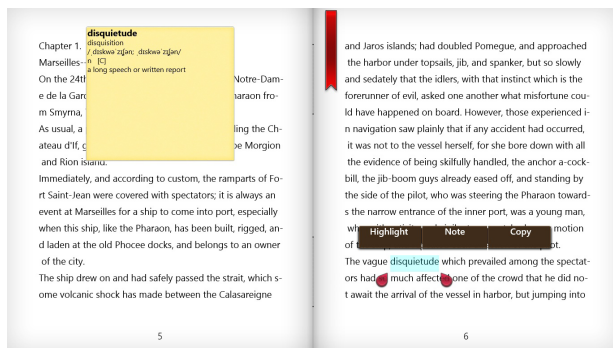 Chapter 1.
Marseilles--
disquietude
disquisition
/ˌdɪskwəˈzɪʃən; ˌdɪskwəˈzɪʃən/
n [C]
a long speech or written report
On the 24th Notre-Dam-
e de la Gar haraon fro-
m Smyrna,
As usual, a ling the Ch-
ateau d'If, g Morgion
and Rion island.
Immediately, and according to custom, the ramparts of Fo-
rt Saint-Jean were covered with spectators; it is always an
event at Marseilles for a ship to come into port, especially
when this ship, like the Pharaon, has been built, rigged, an-
d laden at the old Phocee docks, and belongs to an owner
of the city.
The ship drew on and had safely passed the strait, which s-
ome volcanic shock has made between the Calasareigne
5
and Jaros islands; had doubled Pomegue, and approached
the harbor under topsails, jib, and spanker, but so slowly
and sedately that the idlers, with that instinct which is the
forerunner of evil, asked one another what misfortune cou-
ld have happened on board. However, those experienced i-
n navigation saw plainly that if any accident had occurred,
it was not to the vessel herself, for she bore down with all
the evidence of being skilfully handled, the anchor a-cock-
bill, the jib-boom guys already eased off, and standing by
the side of the pilot, who was steering the Pharaon toward-
s the narrow entrance of the inner port, was a young man,
Highlight Note Copy
motion
The vague disquietude which prevailed among the spectat-
ors had so much affected one of the crowd that he did no-
t await the arrival of the vessel in harbor, but jumping into
6